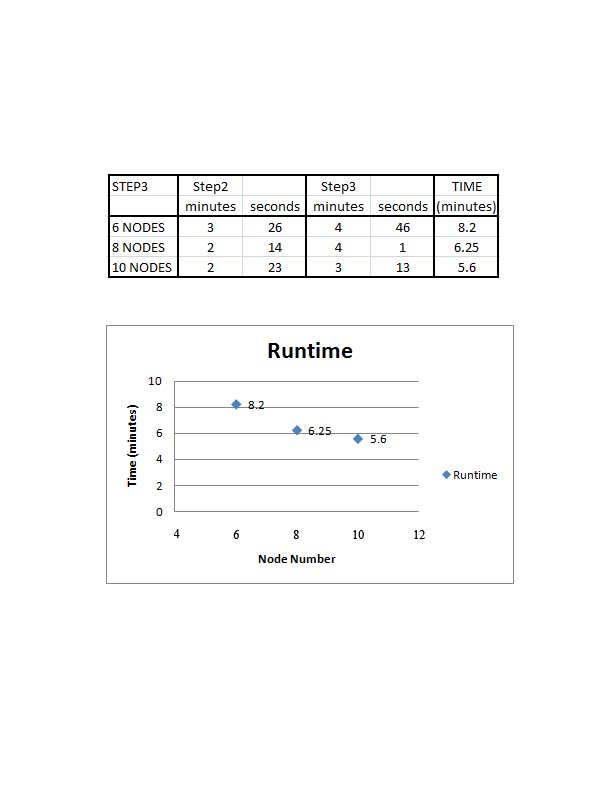 STEP3 Step2 Step3 TIME
minutes seconds minutes seconds (minutes)
6 NODES 3 26 4 46 8.2
8 NODES 2 14 4 1 6.25
10 NODES 2 23 3 13 5.6
Runtime
10
8
6
4
2
0
Time (minutes)
8.2
6.25
5.6
Runtime
4 6 8 10 12
Node Number